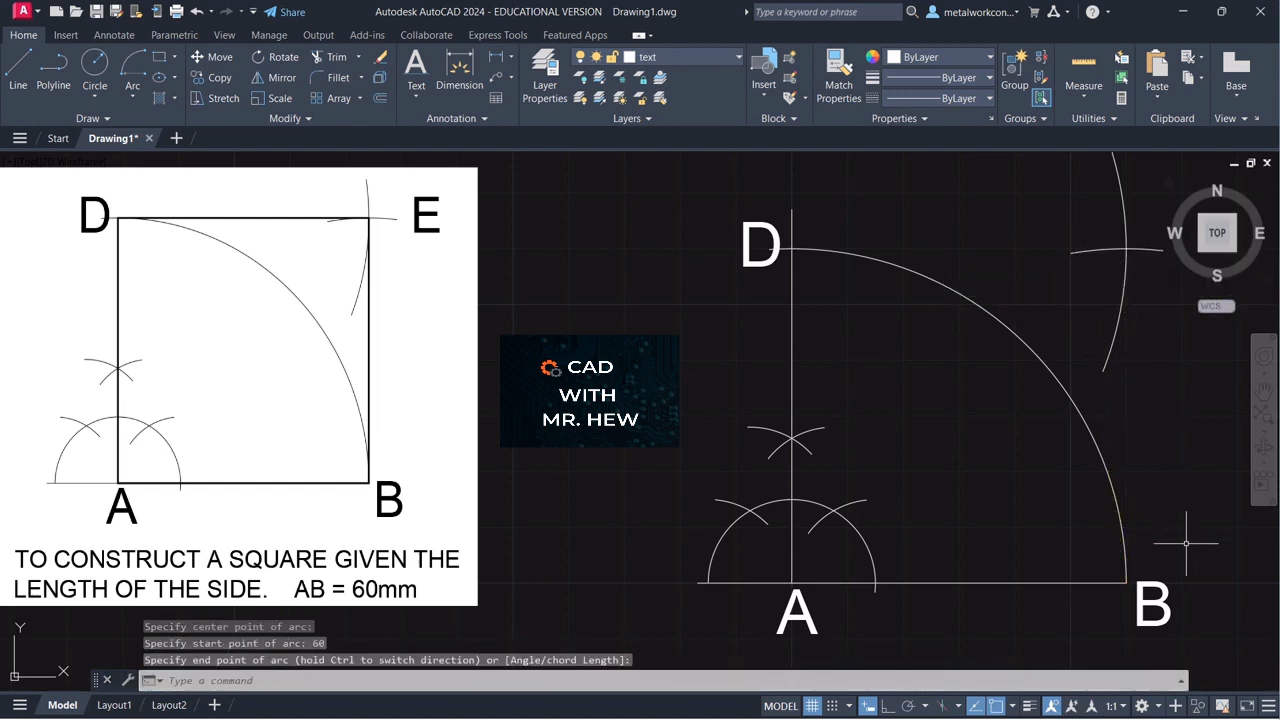 Share
Autodesk AutoCAD 2024 - EDUCATIONAL VERSION Drawing1.dwg
Type a keyword or phrase
metalworkcon...
Home Insert Annotate Parametric View Manage Output Add-ins Collaborate Express Tools Featured Apps
Line Polyline Circle Arc
Move Rotate Trim
Copy Mirror Fillet
Stretch Scale Array
Text Dimension
Layer Properties
text
Insert
Match Properties
ByLayer
ByLayer
ByLayer
Group
Measure
Paste
Base
Draw Modify Annotation Layers Block Properties Groups Utilities Clipboard View
Start Drawing1*
[-][Top][2D Wireframe]
D E
A B
TO CONSTRUCT A SQUARE GIVEN THE
LENGTH OF THE SIDE. AB = 60mm
CAD
WITH
MR. HEW
D
A
B
N
W TOP E
S
WCS
Y
X
Specify center point of arc:
Specify start point of arc: 60
Specify end point of arc (hold Ctrl to switch direction) or [Angle/chord Length]:
Type a command
Model Layout1 Layout2
MODEL 1:1